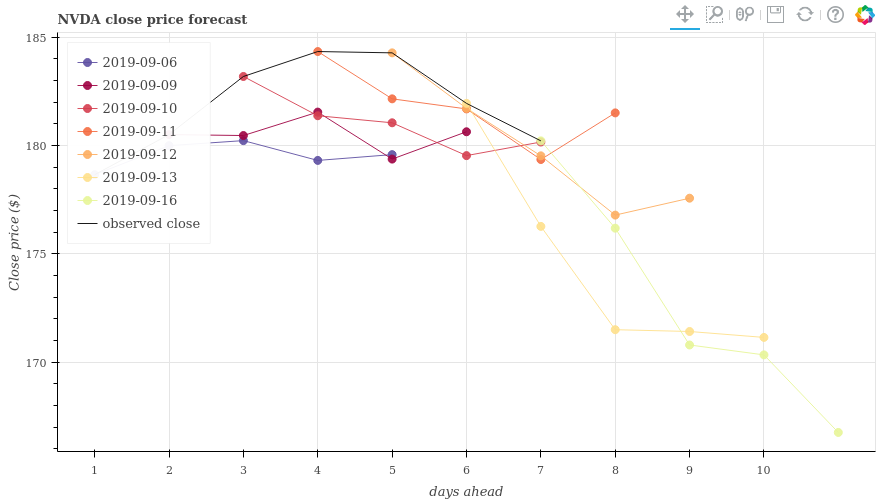 NVDA close price forecast
185
180
175
170
Close price ($)
2019-09-06
2019-09-09
2019-09-10
2019-09-11
2019-09-12
2019-09-13
2019-09-16
observed close
1 2 3 4 5 6 7 8 9 10
days ahead